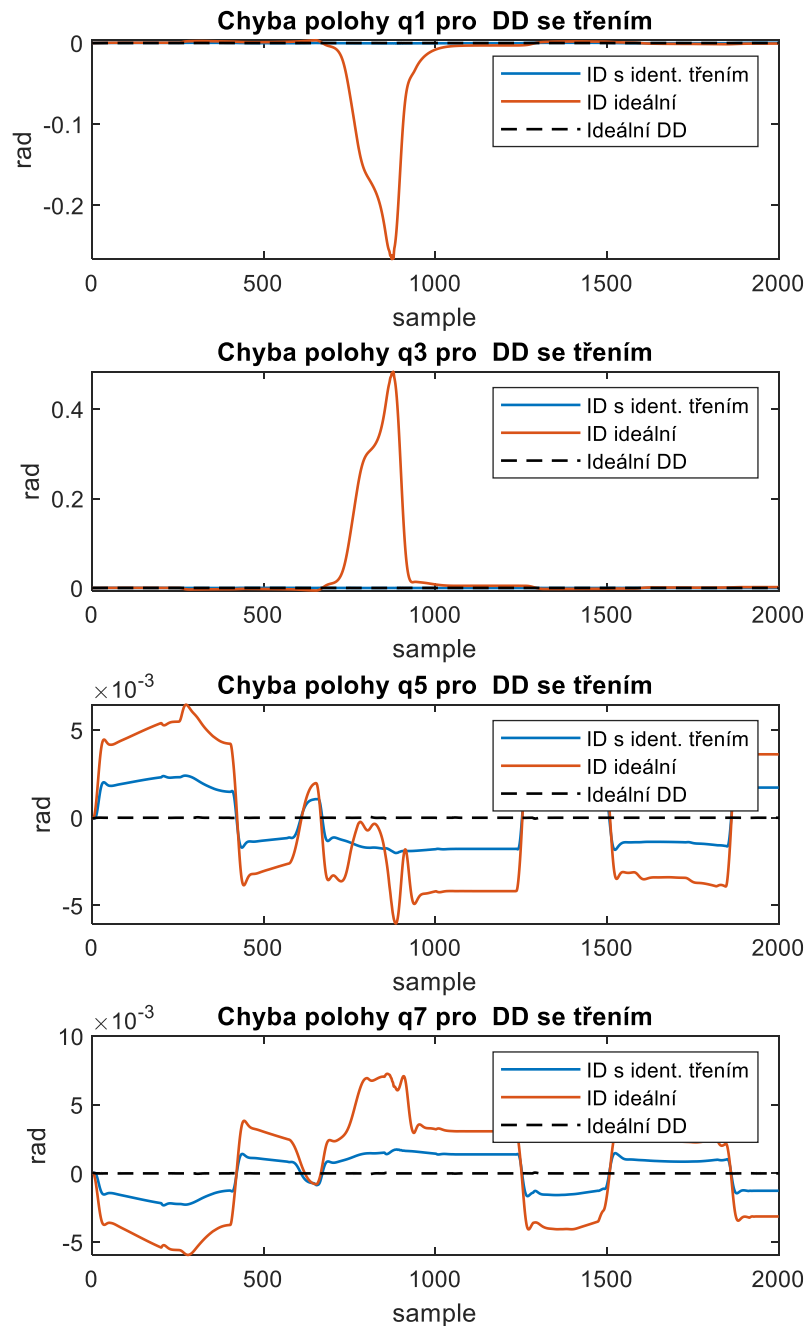 Chyba polohy q1 pro DD se třením
0
-0.1
-0.2
rad
ID s ident. třením
ID ideální
Ideální DD
0 500 1000 1500 2000
sample
Chyba polohy q3 pro DD se třením
0.4
0.2
0
rad
ID s ident. třením
ID ideální
Ideální DD
0 500 1000 1500 2000
sample
×10-3
Chyba polohy q5 pro DD se třením
5
0
-5
rad
ID s ident. třením
ID ideální
Ideální DD
0 500 1000 1500 2000
sample
×10-3
Chyba polohy q7 pro DD se třením
10
5
0
-5
rad
ID s ident. třením
ID ideální
Ideální DD
0 500 1000 1500 2000
sample